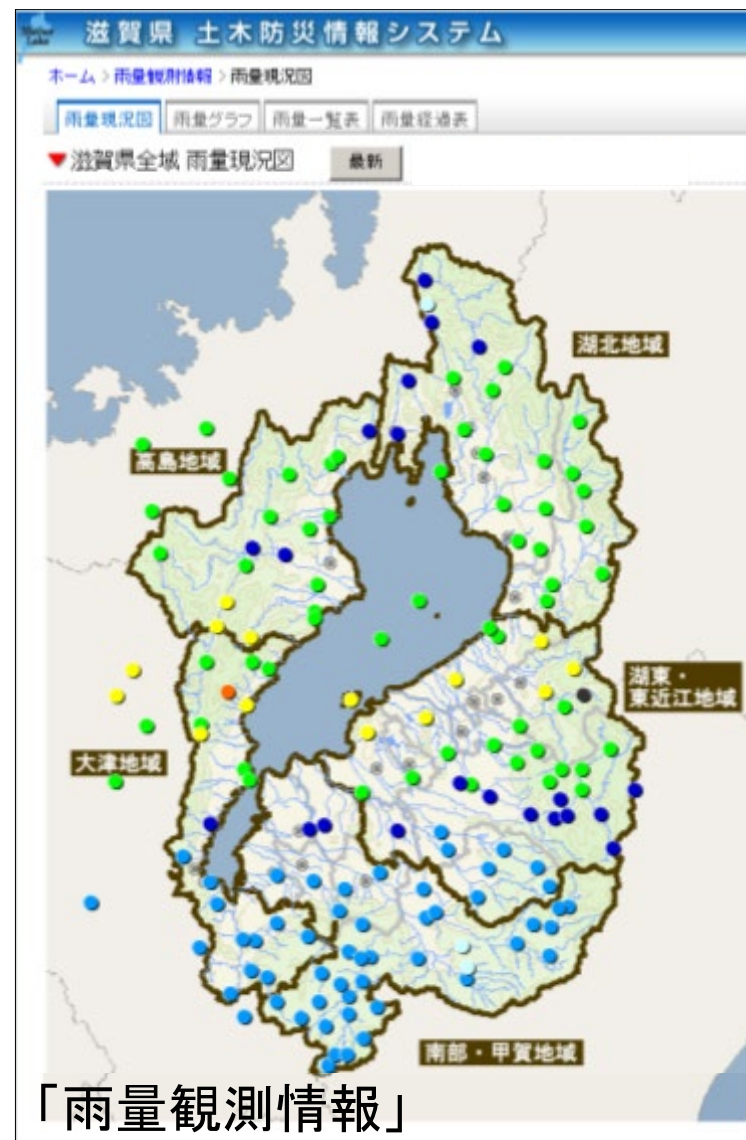 滋賀県 土木防災情報システム
ホーム > 雨量観測情報 > 雨量現況図
雨量現況図 雨量グラフ 雨量一覧表 雨量経過表
▼滋賀県全域 雨量現況図 最新
湖北地域
高島地域
湖東・
東近江地域
大津地域
南部・甲賀地域
「雨量観測情報」